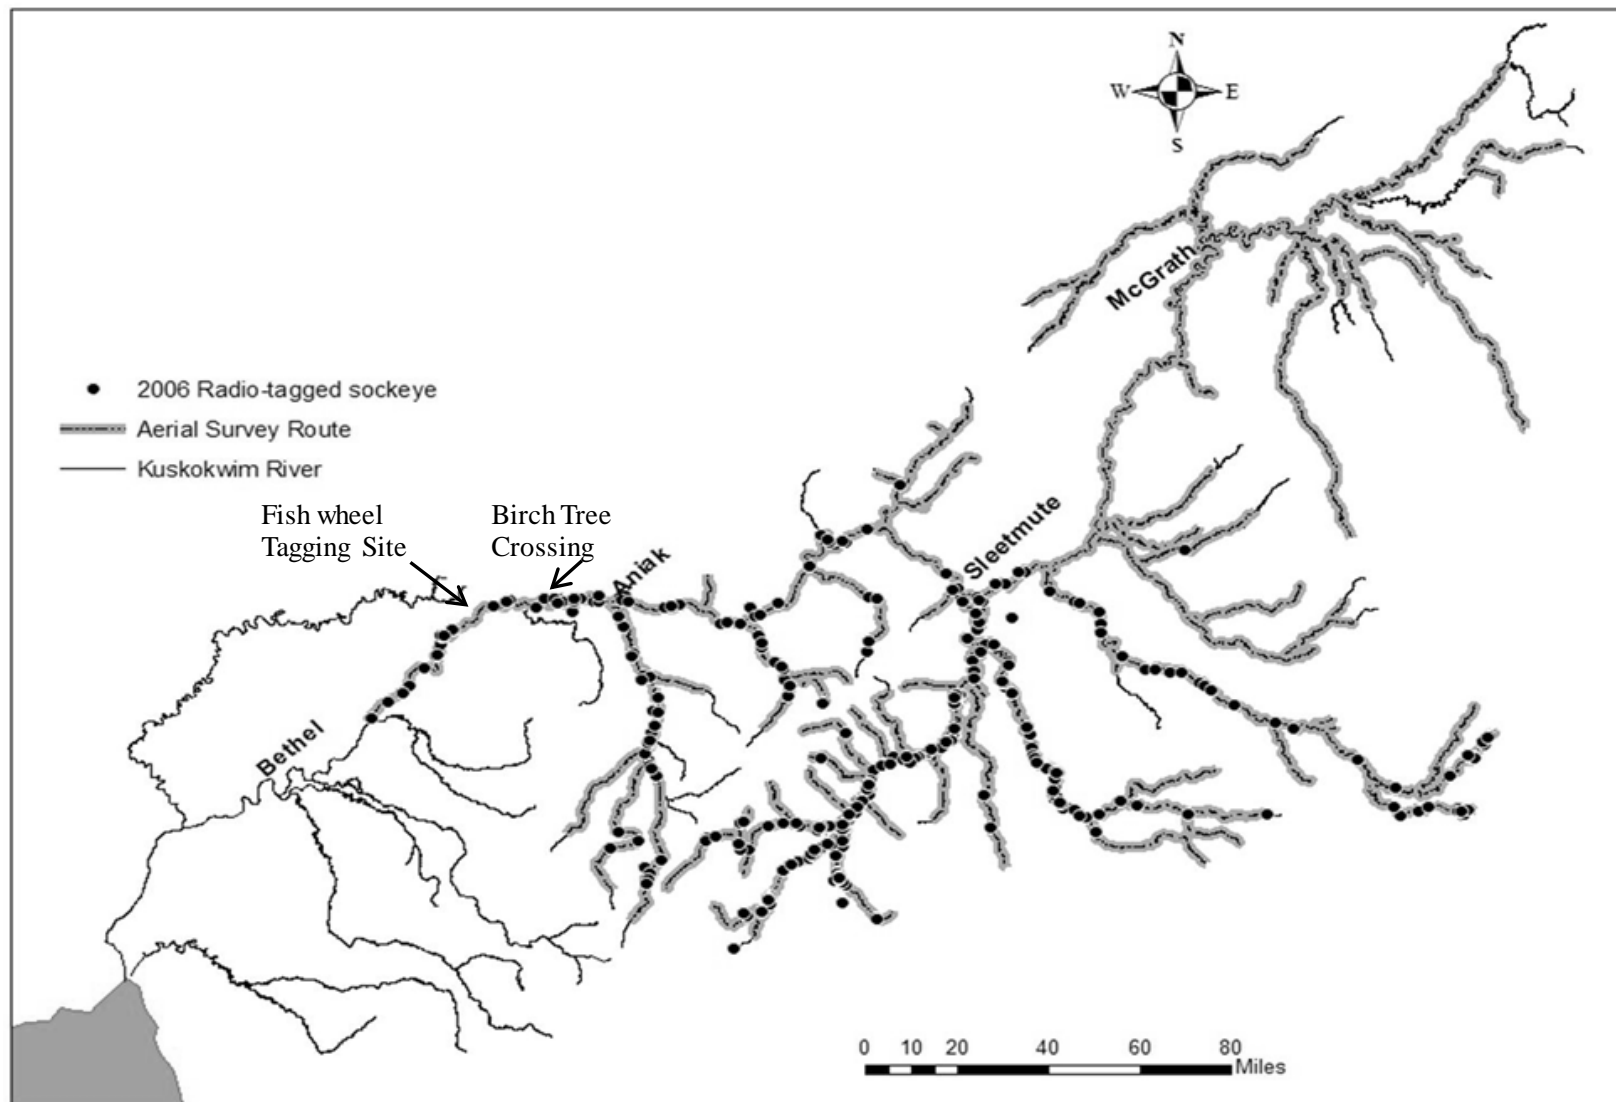 N
W E
S
McGrath
2006 Radio-tagged sockeye
Aerial Survey Route
Kuskokwim River
Fish wheel
Tagging Site
Birch Tree
Crossing
Aniak
Sleetmute
Bethel
0 10 20 40 60 80
Miles